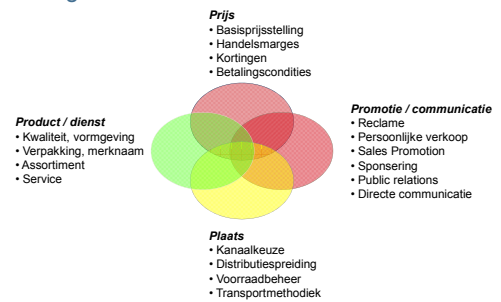 Prijs
• Basisprijsstelling
• Handelsmarges
• Kortingen
• Betalingscondities
Product / dienst
• Kwaliteit, vormgeving
• Verpakking, merknaam
• Assortiment
• Service
Promotie / communicatie
• Reclame
• Persoonlijke verkoop
• Sales Promotion
• Sponsering
• Public relations
• Directe communicatie
Plaats
• Kanaalkeuze
• Distributiespreiding
• Voorraadbeheer
• Transportmethodiek